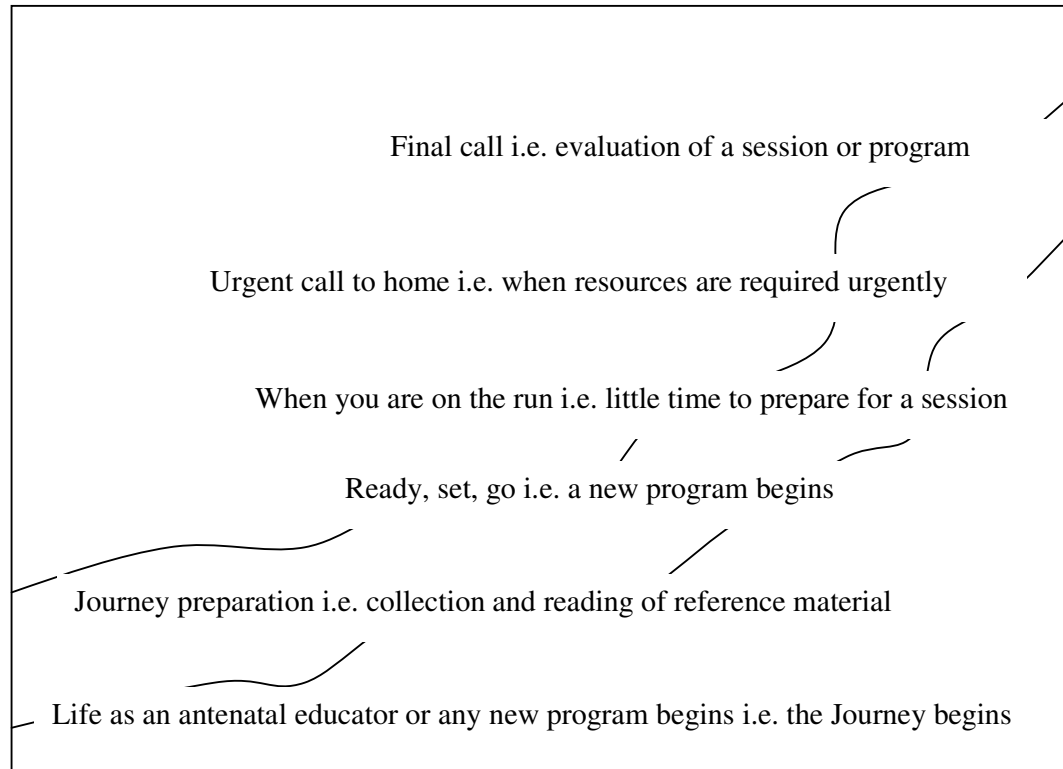 Final call i.e. evaluation of a session or program
Urgent call to home i.e. when resources are required urgently
When you are on the run i.e. little time to prepare for a session
Ready, set, go i.e. a new program begins
Journey preparation i.e. collection and reading of reference material
Life as an antenatal educator or any new program begins i.e. the Journey begins